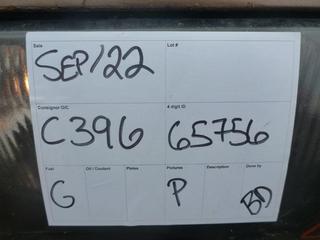 Sale Lot #
SEP/22
Consignor O/C 4 digit ID
C396 65756
Fuel Oil / Coolant Plates Pictures Description Done by
G P BD